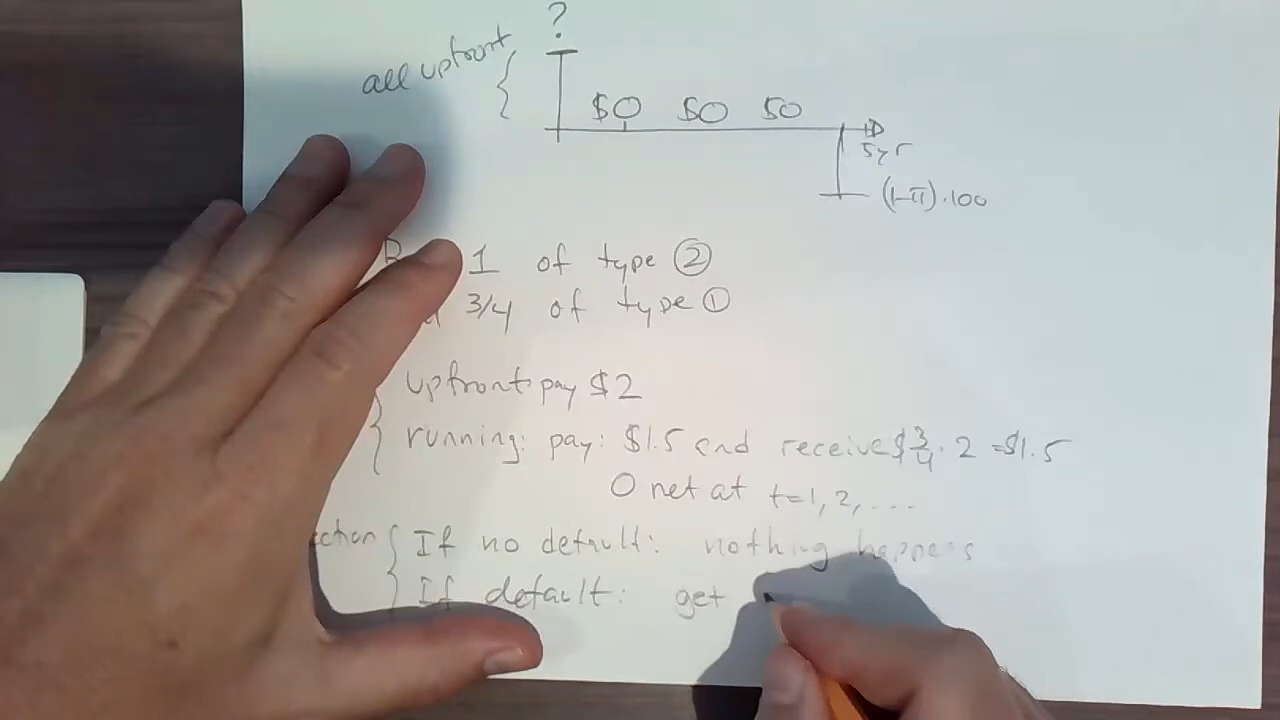 ?
all upfront
$0 $0 $0
5yr
(1-π).100
1 of type ②
3/4 of type ①
upfront: pay $2
running: pay: $1.5 and receive $3/4 . 2 = $1.5
0 net at t=1, 2, ....
If no default: nothing happens
If default: get